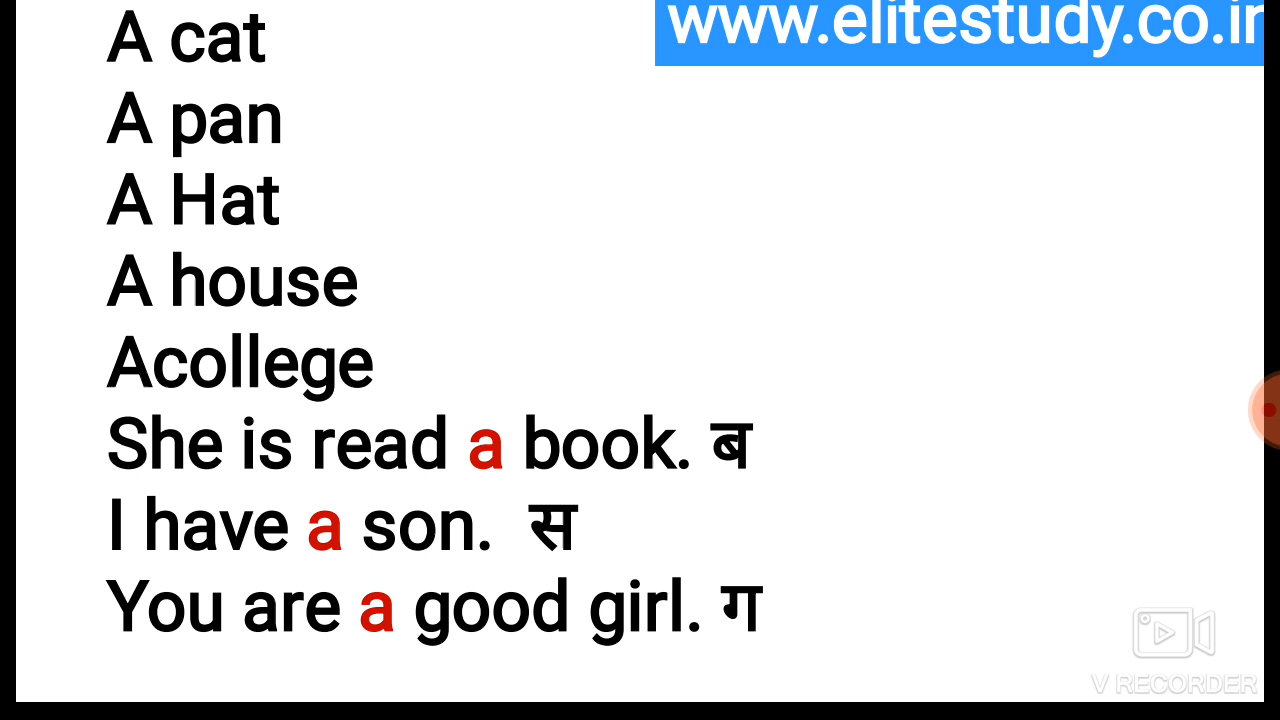 www.elitestudy.co.in
A cat
A pan
A Hat
A house
Acollege
She is read a book. ब
I have a son. स
You are a good girl. ग
V RECORDER